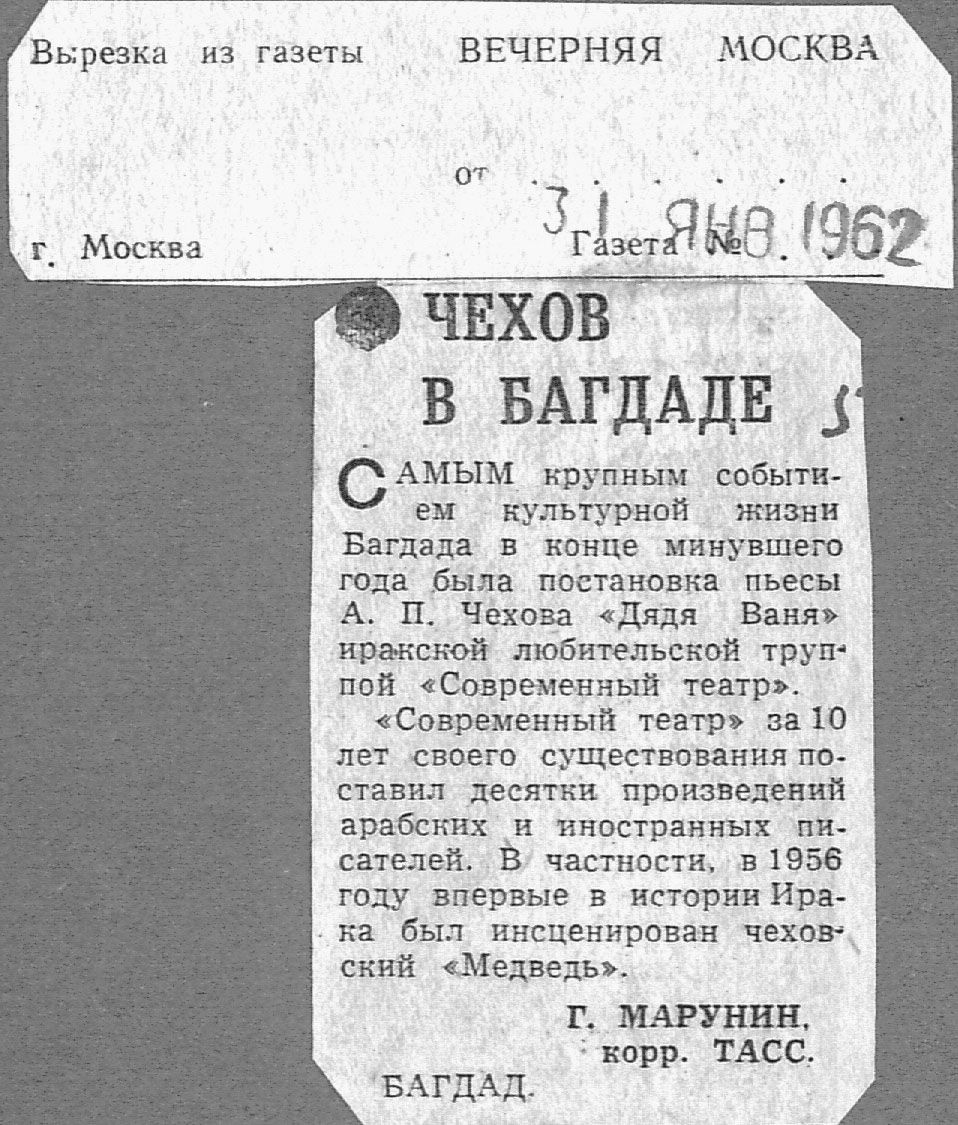 Вырезка из газеты ВЕЧЕРНЯЯ МОСКВА
от . . . . . .
31 ЯНВ 1962
г. Москва Газета № . .
ЧЕХОВ
В БАГДАДЕ
САМЫМ крупным событи-
ем культурной жизни
Багдада в конце минувшего
года была постановка пьесы
А. П. Чехова «Дядя Ваня»
иракской любительской труп-
пой «Современный театр».
«Современный театр» за 10
лет своего существования по-
ставил десятки произведений
арабских и иностранных пи-
сателей. В частности, в 1956
году впервые в истории Ира-
ка был инсценирован чехов-
ский «Медведь».
Г. МАРУНИН,
корр. ТАСС.
БАГДАД.